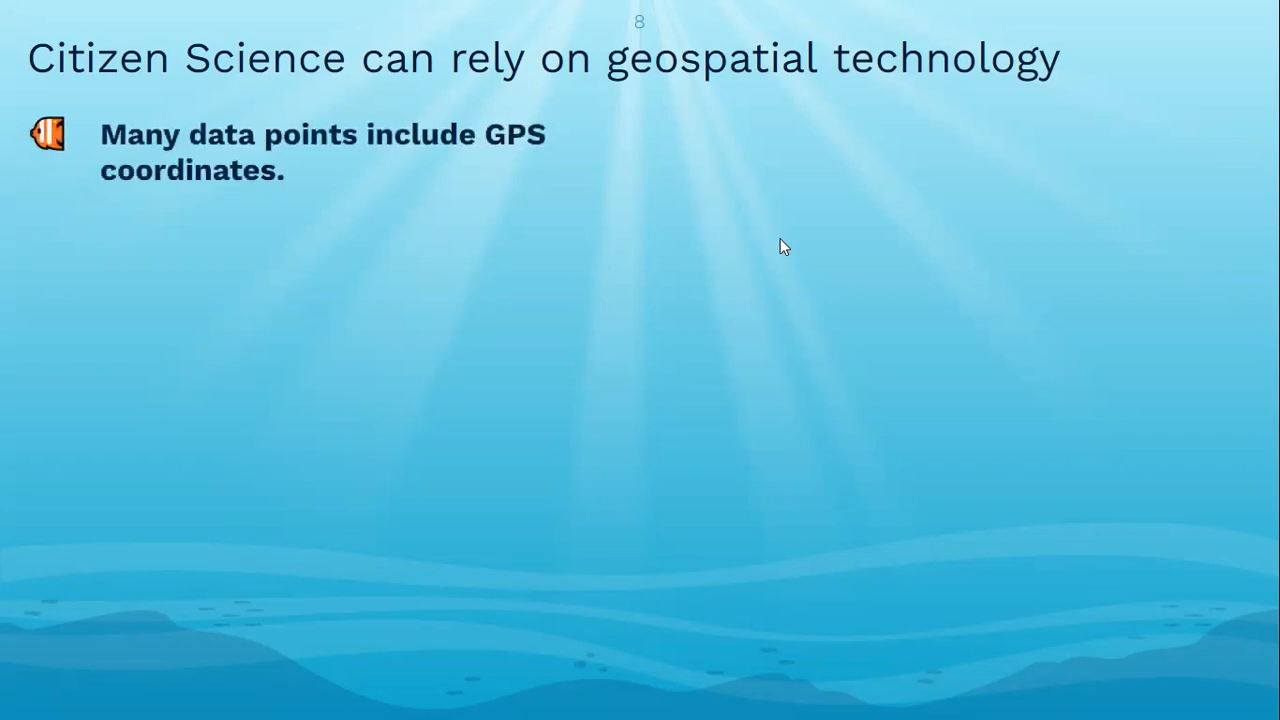 8
Citizen Science can rely on geospatial technology
Many data points include GPS
coordinates.